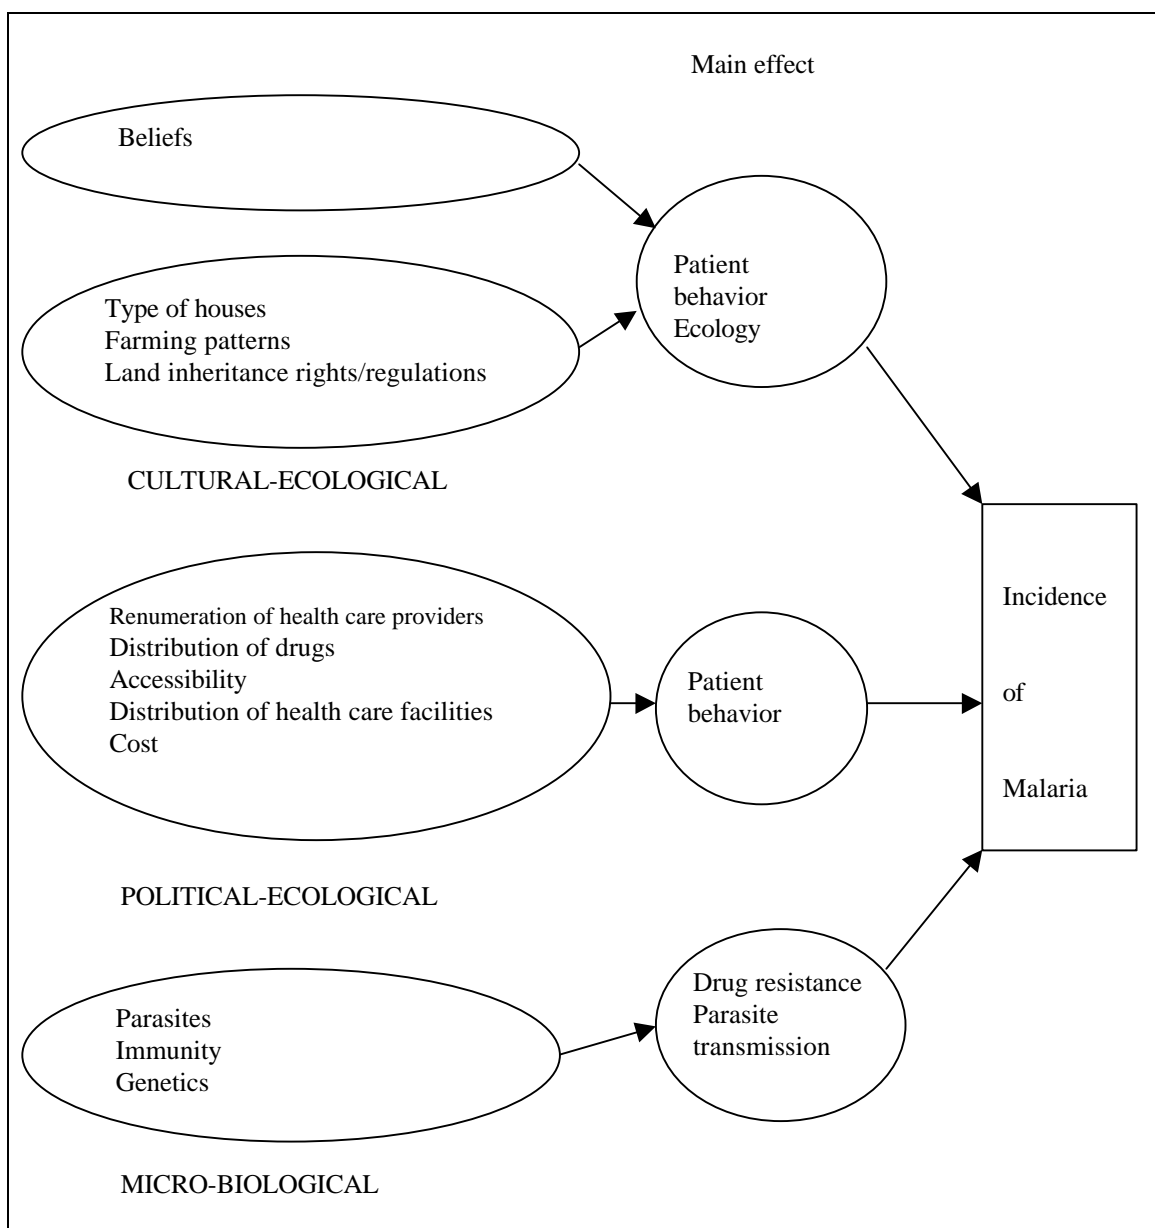 Main effect
Beliefs
Type of houses
Farming patterns
Land inheritance rights/regulations
Patient
behavior
Ecology
CULTURAL-ECOLOGICAL
Renumeration of health care providers
Distribution of drugs
Accessibility
Distribution of health care facilities
Cost
Patient
behavior
Incidence
of
Malaria
POLITICAL-ECOLOGICAL
Parasites
Immunity
Genetics
Drug resistance
Parasite
transmission
MICRO-BIOLOGICAL